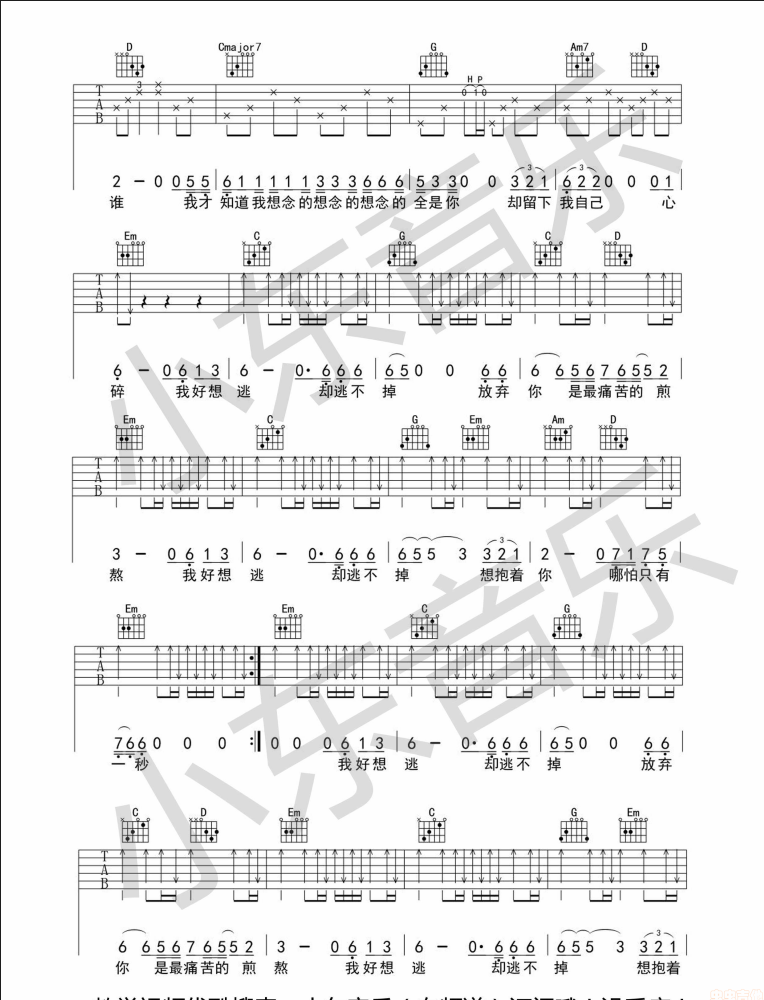 D Cmajor7 G Am7 D
3 H P
T A B 0 1 0
3 3
2 - 0 0 5 5 | 6 1 1 1 1 1 3 3 3 6 6 6 | 5 3 3 0 0 3 2 1 | 6 2 2 0 0 0 1 |
谁 我才 知道我想念的想念的想念的 全是你 却留下 我自己 心
Em C G C D
T A B
6 - 0 6 1 3 | 6 - 0· 6 6 6 | 6 5 0 0 6 6 | 6 6 5 6 7 6 5 5 2 |
碎 我好想 逃 却逃不 掉 放弃 你 是最痛苦的 煎
Em C G Em Am D
T A B
3
3 - 0 6 1 3 | 6 - 0· 6 6 6 | 6 5 5 3 3 2 1 | 2 - 0 7 1 7 5 |
熬 我好想 逃 却逃不 掉 想抱着 你 哪怕只有
Em Em C G
T A B
7 6 6 0 0 0 :| 0 0 0 6 1 3 | 6 - 0· 6 6 6 | 6 5 0 0 6 6 |
一秒 我好想 逃 却逃不 掉 放弃
C D Em C G Em
T A B
3
6 6 5 6 7 6 5 5 2 | 3 - 0 6 1 3 | 6 - 0· 6 6 6 | 6 5 5 3 3 2 1 |
你 是最痛苦的 煎 熬 我好想 逃 却逃不 掉 想抱着
小东音乐
小东音乐